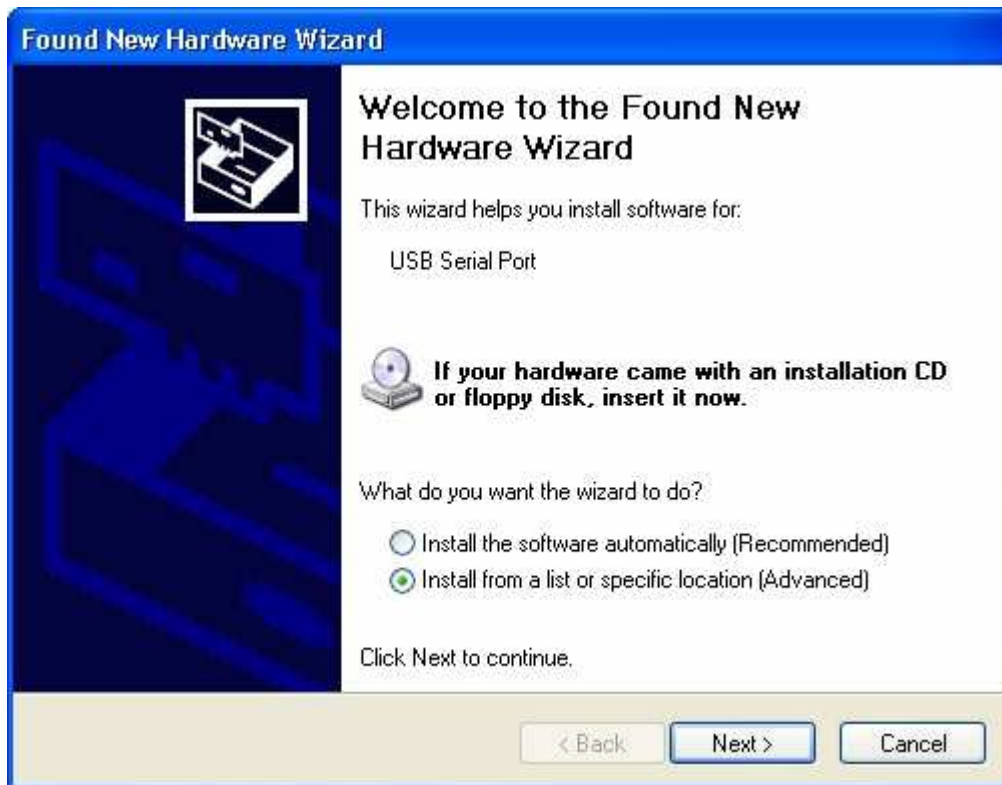 Found New Hardware Wizard
Welcome to the Found New
Hardware Wizard
This wizard helps you install software for:
USB Serial Port
If your hardware came with an installation CD
or floppy disk, insert it now.
What do you want the wizard to do?
Install the software automatically (Recommended)
Install from a list or specific location (Advanced)
Click Next to continue.
< Back
Next >
Cancel